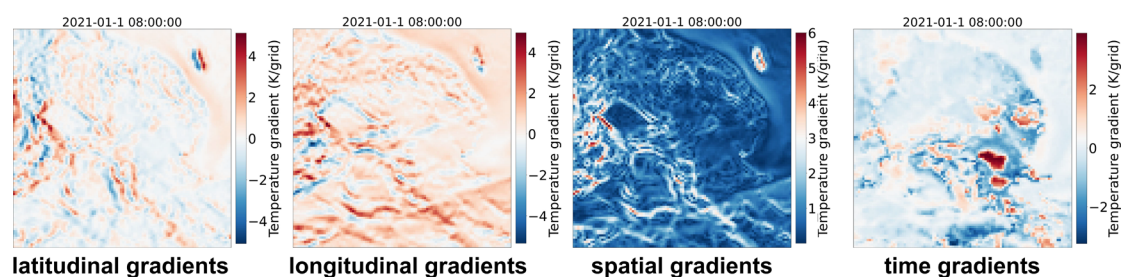 2021-01-1 08:00:00
4
2
0
−2
−4
Temperature gradient (K/grid)
latitudinal gradients
2021-01-1 08:00:00
4
2
0
−2
−4
Temperature gradient (K/grid)
longitudinal gradients
2021-01-1 08:00:00
6
5
4
3
2
1
Temperature gradient (K/grid)
spatial gradients
2021-01-1 08:00:00
2
0
−2
Temperature gradient (K/grid)
time gradients